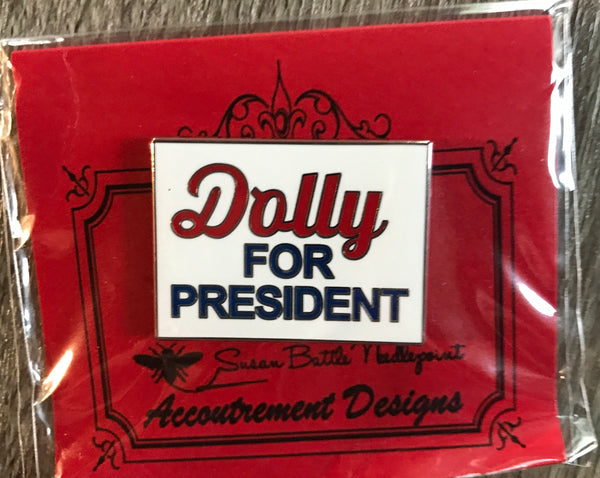 Dolly
FOR
PRESIDENT
Susan Battle Needlepoint
Accoutrement Designs